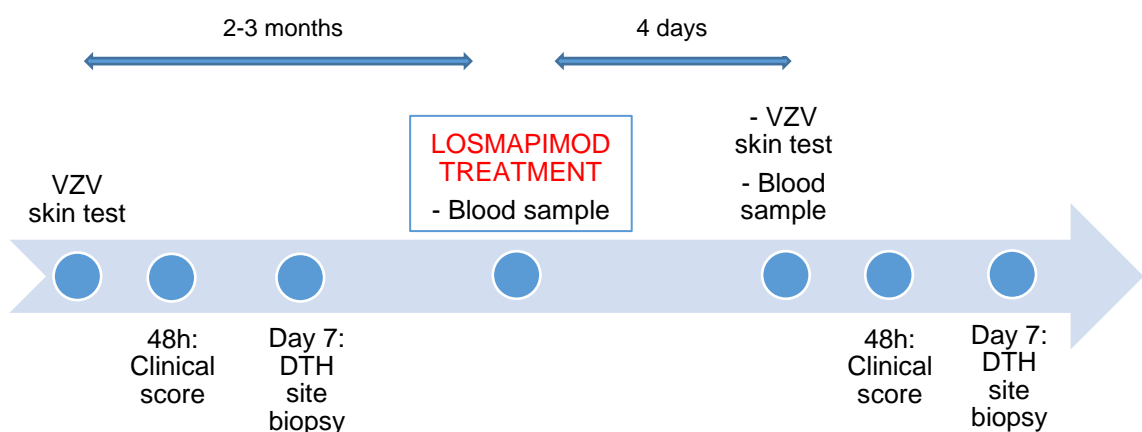 2-3 months
4 days
VZV
skin test
LOSMAPIMOD
TREATMENT
- Blood sample
- VZV
skin test
- Blood
sample
48h:
Clinical
score
Day 7:
DTH
site
biopsy
48h:
Clinical
score
Day 7:
DTH
site
biopsy